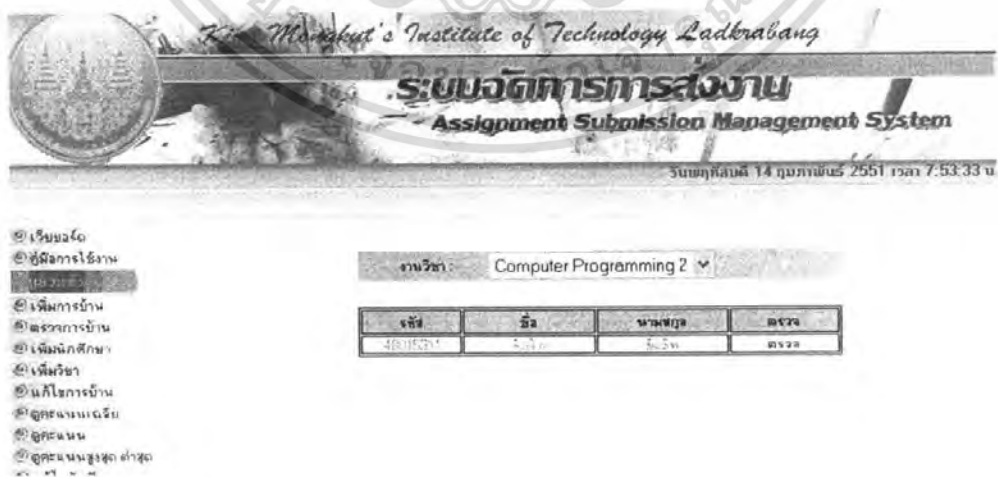 King Mongkut's Institute of Technology Ladkrabang
ระบบจัดการการส่งงาน
Assignment Submission Management System
วันพฤหัสบดี 14 กุมภาพันธ์ 2551 เวลา 7:53:33 น
เว็บบอร์ด
คู่มือการใช้งาน
เพิ่มการบ้าน
ตรวจการบ้าน
เพิ่มนักศึกษา
เพิ่มวิชา
แก้ไขการบ้าน
ดูคะแนนเฉลี่ย
ดูคะแนน
ดูคะแนนสูงสุด ต่ำสุด
งานวิชา : Computer Programming 2
รหัส ชื่อ นามสกุล ตรวจ
ตรวจ